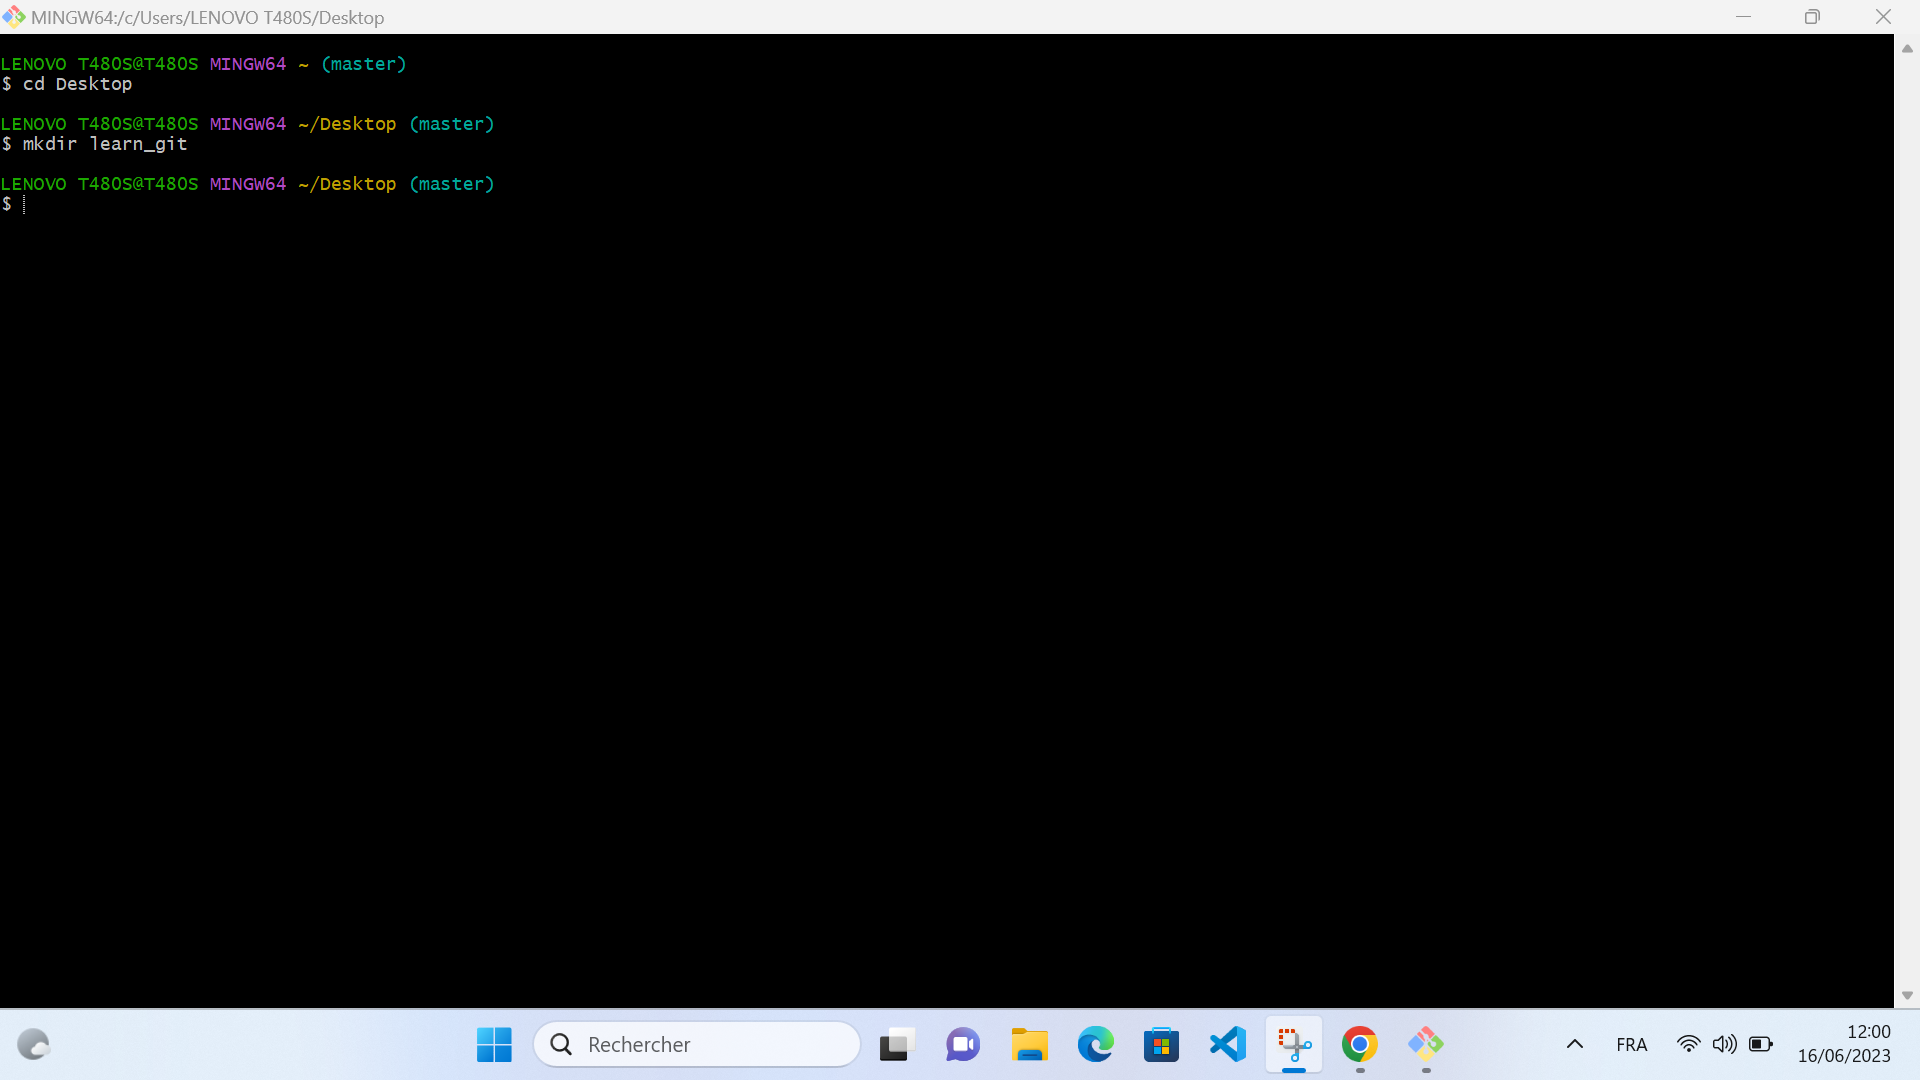 MINGW64:/c/Users/LENOVO T480S/Desktop
LENOVO T480S@T480S MINGW64 ~ (master)
$ cd Desktop
LENOVO T480S@T480S MINGW64 ~/Desktop (master)
$ mkdir learn_git
LENOVO T480S@T480S MINGW64 ~/Desktop (master)
$
Rechercher
FRA
12:00
16/06/2023